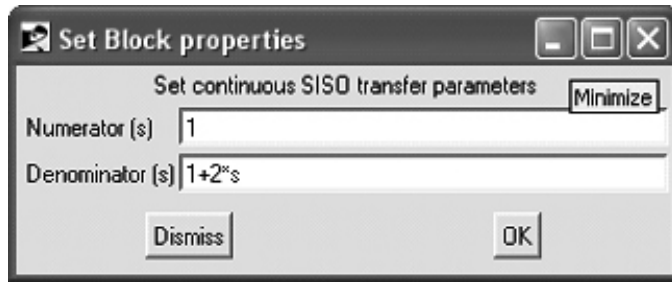 Set Block properties
Set continuous SISO transfer parameters
Minimize
Numerator (s) 1
Denominator (s) 1+2*s
Dismiss OK